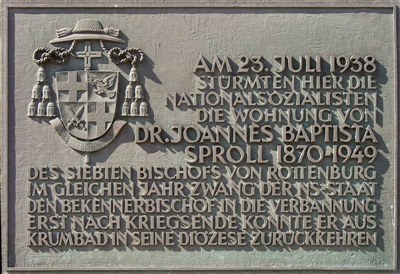 AM 23. JULI 1938
STÜRMTEN HIER DIE
NATIONALSOZIALISTEN
DIE WOHNUNG VON
DR. JOANNES BAPTISTA
SPROLL 1870-1949
DES SIEBTEN BISCHOFS VON ROTTENBURG
IM GLEICHEN JAHR ZWANG DER NS-STAAT
DEN BEKENNERBISCHOF IN DIE VERBANNUNG
ERST NACH KRIEGSENDE KONNTE ER AUS
KRUMBAD IN SEINE DIÖZESE ZURÜCKKEHREN